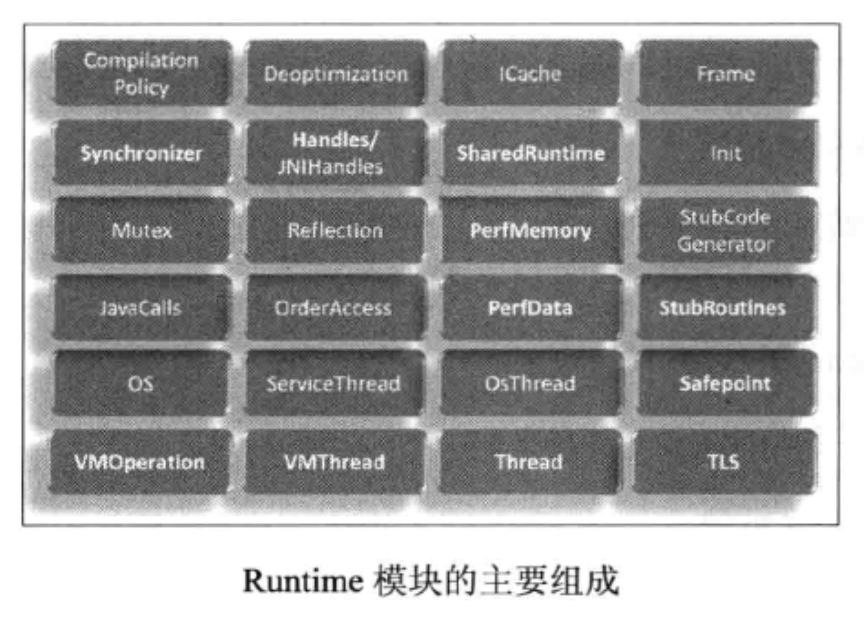 Compilation
Policy
Deoptimization
ICache
Frame
Synchronizer
Handles/
JNIHandles
SharedRuntime
Init
Mutex
Reflection
PerfMemory
StubCode
Generator
JavaCalls
OrderAccess
PerfData
StubRoutines
OS
ServiceThread
OsThread
Safepoint
VMOperation
VMThread
Thread
TLS
Runtime 模块的主要组成